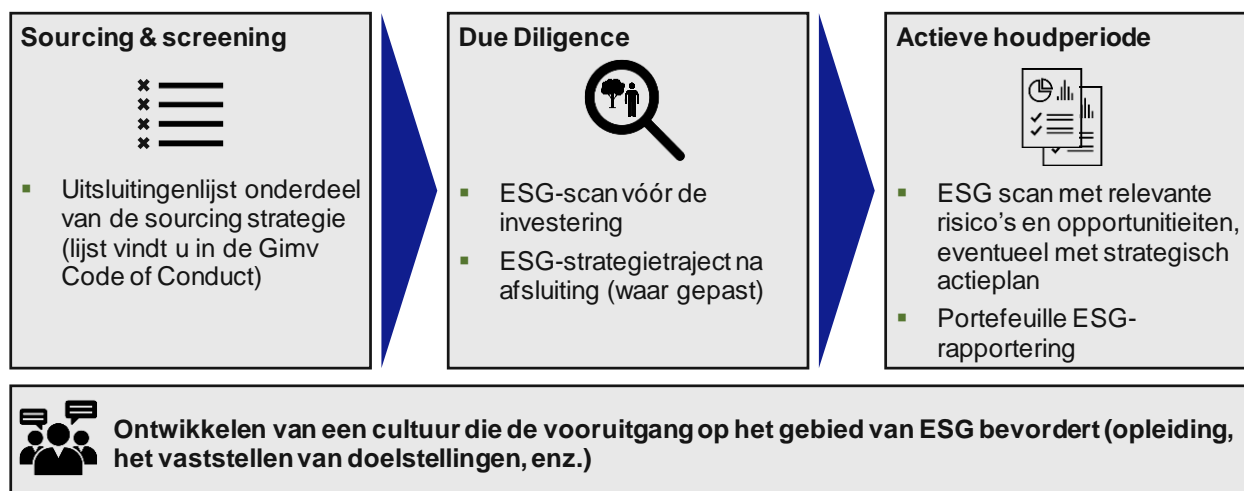 Sourcing & screening
Uitsluitingenlijst onderdeel
van de sourcing strategie
(lijst vindt u in de Gimv
Code of Conduct)
Due Diligence
ESG-scan vóór de
investering
ESG-strategietraject na
afsluiting (waar gepast)
Actieve houdperiode
ESG scan met relevante
risico's en opportunitieiten,
eventueel met strategisch
actieplan
Portefeuille ESG-
rapportering
Ontwikkelen van een cultuur die de vooruitgang op het gebied van ESG bevordert (opleiding,
het vaststellen van doelstellingen, enz.)